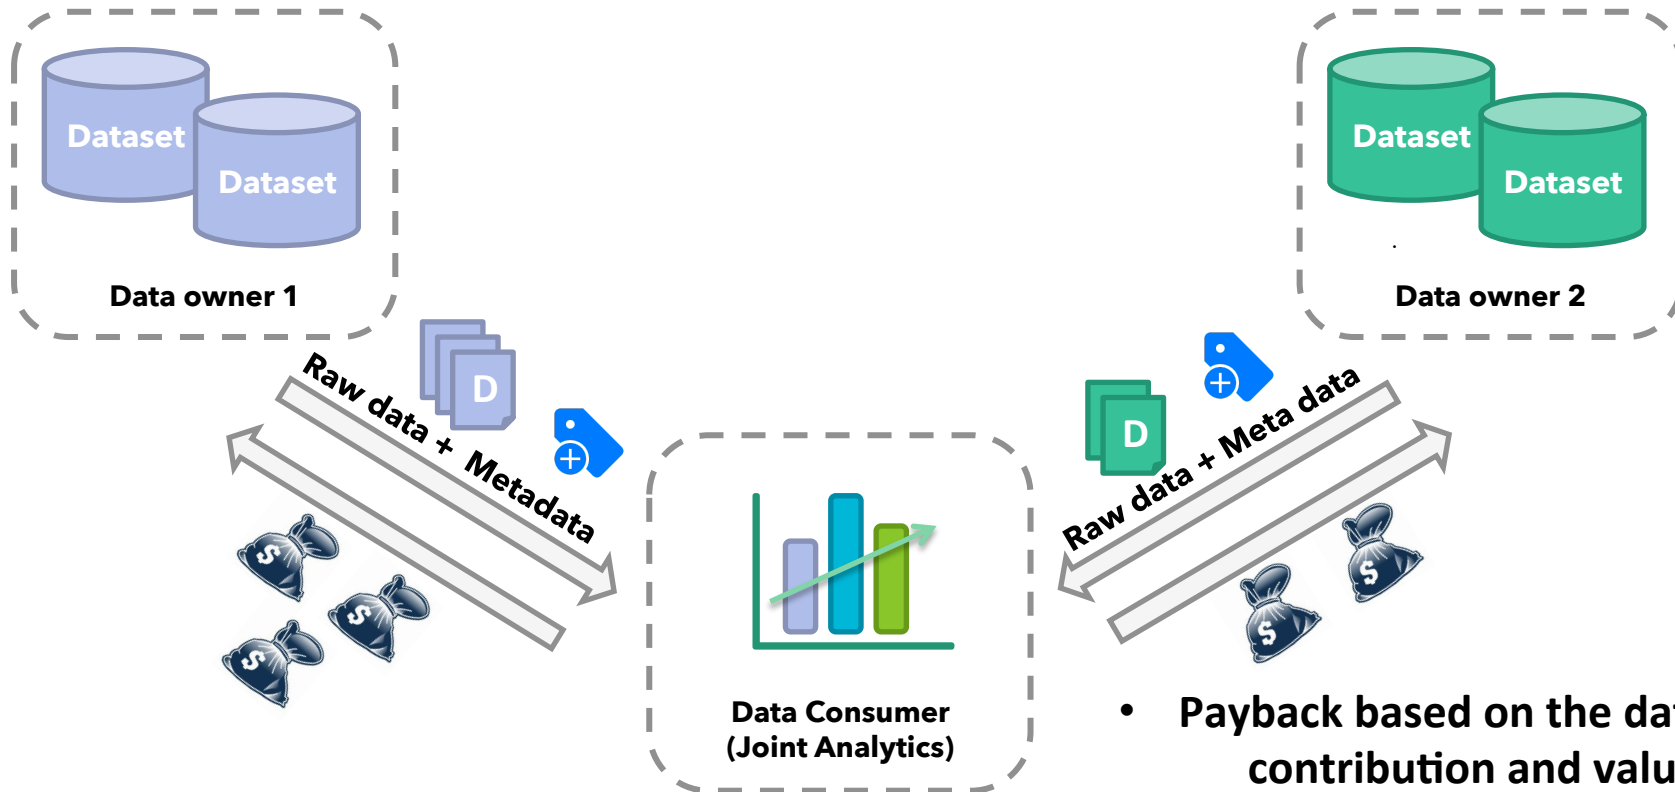 Dataset
Dataset
Data owner 1
Dataset
Dataset
Data owner 2
Raw data + Metadata
D
D
Raw data + Meta data
$
$
$
$
$
Data Consumer
(Joint Analytics)
• Payback based on the dat
contribution and valu